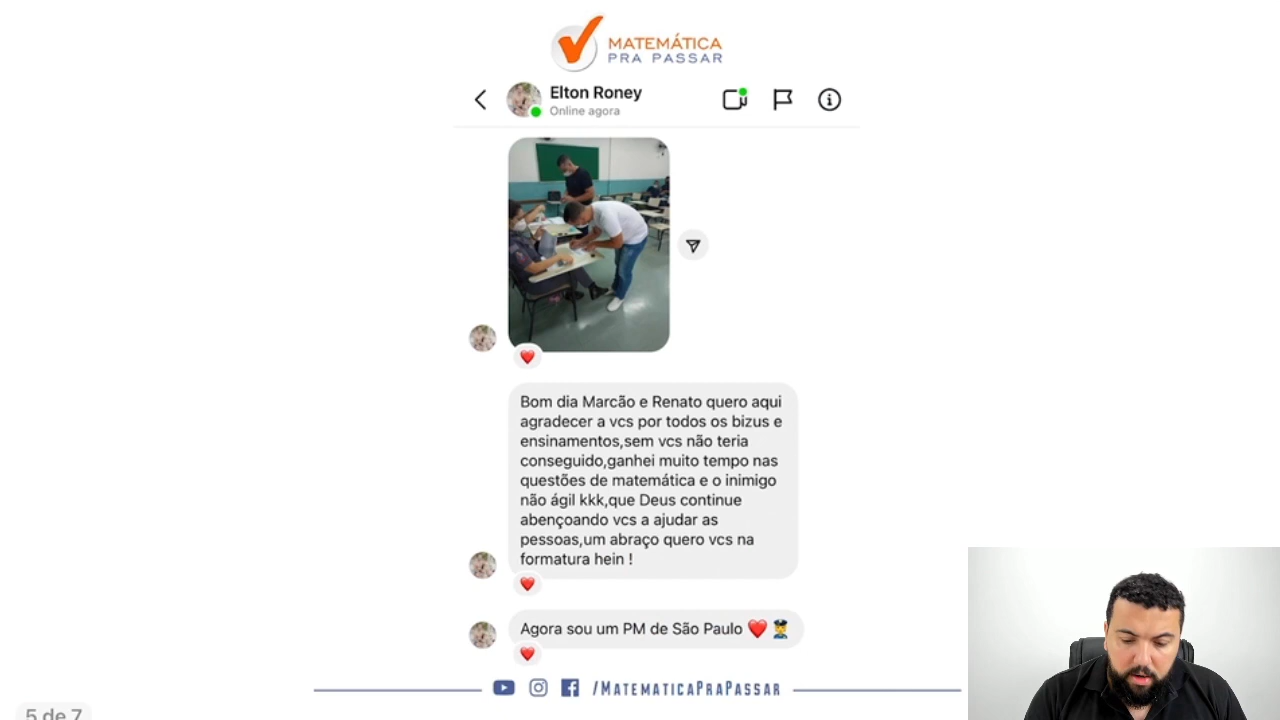 MATEMÁTICA
PRA PASSAR
Elton Roney
Online agora
Bom dia Marcão e Renato quero aqui
agradecer a vcs por todos os bizus e
ensinamentos,sem vcs não teria
conseguido,ganhei muito tempo nas
questões de matemática e o inimigo
não ágil kkk,que Deus continue
abençoando vcs a ajudar as
pessoas,um abraço quero vcs na
formatura hein !
Agora sou um PM de São Paulo ❤️👮
/MATEMATICAPRAPASSAR
5 de 7